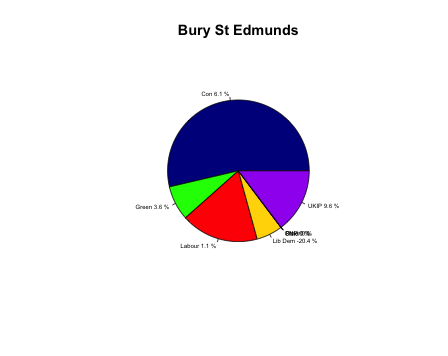 Bury St Edmunds
Con 6.1 %
Green 3.6 %
Labour 1.1 %
Lib Dem -20.4 %
UKIP 9.6 %